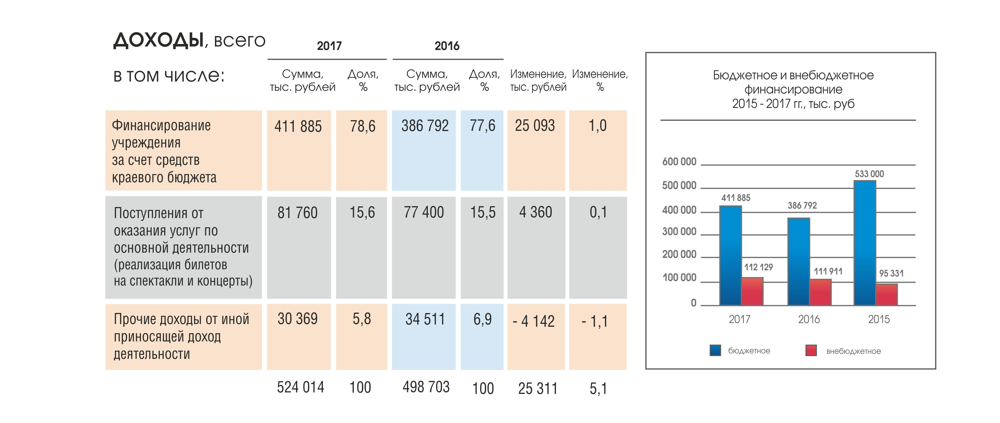 ДОХОДЫ, всего
в том числе:
2017
2016
Сумма,
тыс. рублей
Доля,
%
Сумма,
тыс. рублей
Доля,
%
Изменение,
тыс. рублей
Изменение,
%
Финансирование
учреждения
за счет средств
краевого бюджета
411 885
78,6
386 792
77,6
25 093
1,0
Поступления от
оказания услуг по
основной деятельности
(реализация билетов
на спектакли и концерты)
81 760
15,6
77 400
15,5
4 360
0,1
Прочие доходы от иной
приносящей доход
деятельности
30 369
5,8
34 511
6,9
- 4 142
- 1,1
524 014
100
498 703
100
25 311
5,1
Бюджетное и внебюджетное
финансирование
2015 - 2017 гг., тыс. руб
600 000
500 000
400 000
300 000
200 000
100 000
0
411 885
112 129
386 792
111 911
533 000
95 331
2017
2016
2015
бюджетное
внебюджетное